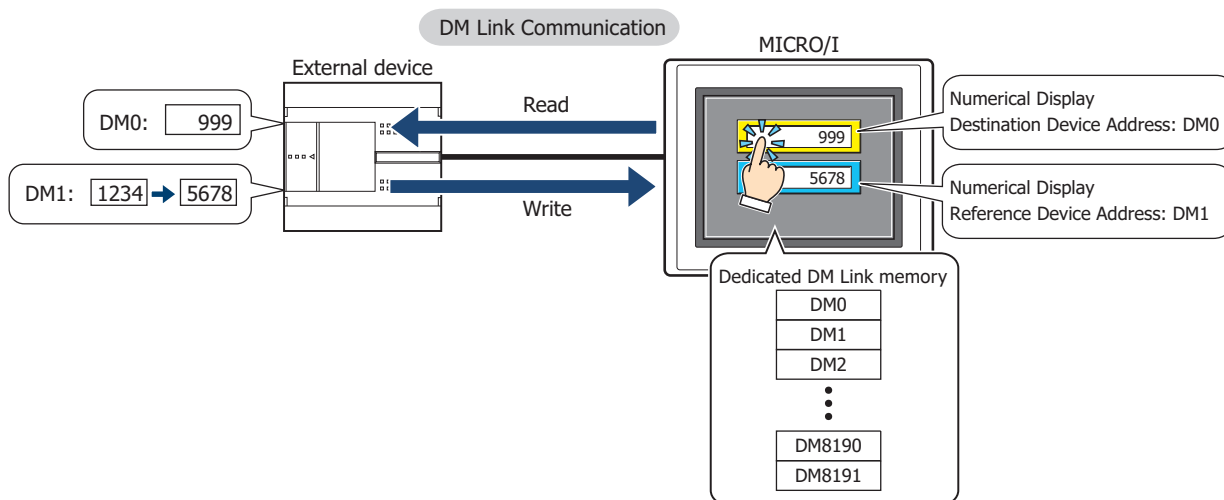 DM Link Communication
MICRO/I
External device
DM0: 999
Read
999
Numerical Display
Destination Device Address: DM0
DM1: 1234 5678
Write
5678
Numerical Display
Reference Device Address: DM1
Dedicated DM Link memory
DM0
DM1
DM2
DM8190
DM8191